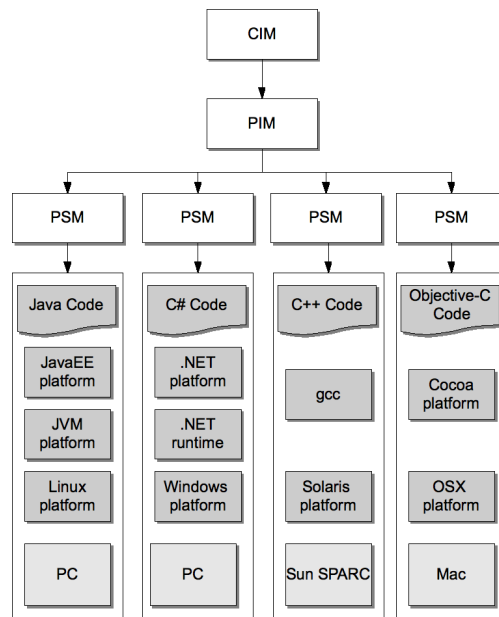 CIM
PIM
PSM
PSM
PSM
PSM
Java Code
JavaEE
platform
JVM
platform
Linux
platform
PC
C# Code
.NET
platform
.NET
runtime
Windows
platform
PC
C++ Code
gcc
Solaris
platform
Sun SPARC
Objective-C
Code
Cocoa
platform
OSX
platform
Mac